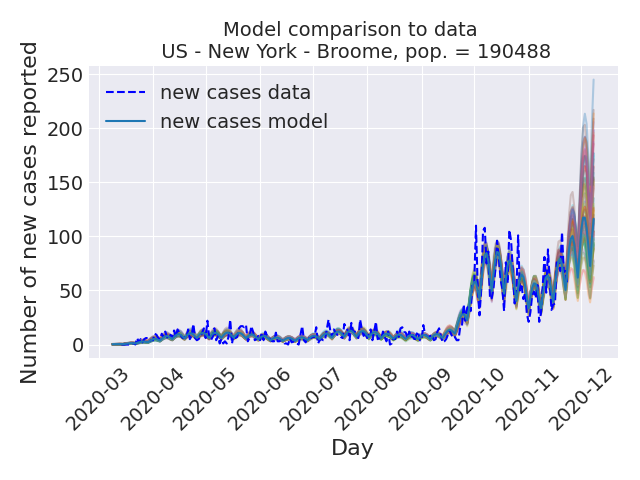 Model comparison to data
US - New York - Broome, pop. = 190488
new cases data
new cases model
Number of new cases reported
250
200
150
100
50
0
2020-03
2020-04
2020-05
2020-06
2020-07
2020-08
2020-09
2020-10
2020-11
2020-12
Day